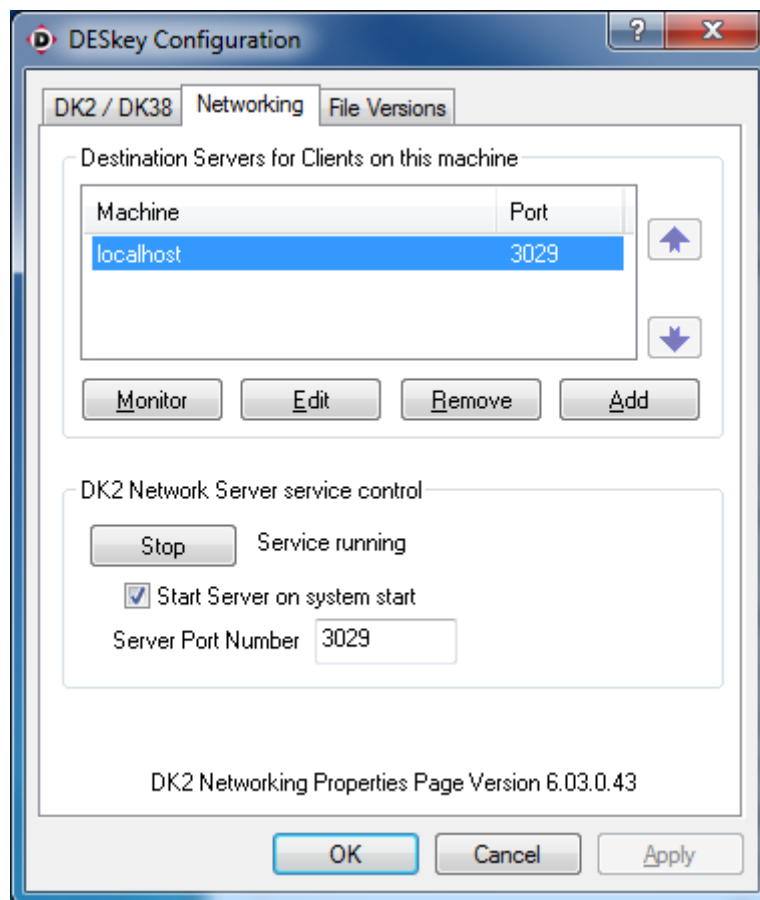 DESkey Configuration
?
X
DK2 / DK38 Networking File Versions
Destination Servers for Clients on this machine
Machine Port
localhost 3029
Monitor Edit Remove Add
DK2 Network Server service control
Stop Service running
Start Server on system start
Server Port Number 3029
DK2 Networking Properties Page Version 6.03.0.43
OK Cancel Apply